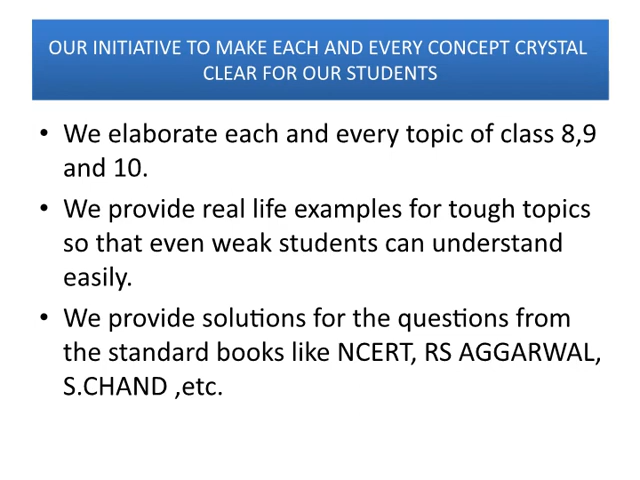 OUR INITIATIVE TO MAKE EACH AND EVERY CONCEPT CRYSTAL
CLEAR FOR OUR STUDENTS
• We elaborate each and every topic of class 8,9
and 10.
• We provide real life examples for tough topics
so that even weak students can understand
easily.
• We provide solutions for the questions from
the standard books like NCERT, RS AGGARWAL,
S.CHAND ,etc.